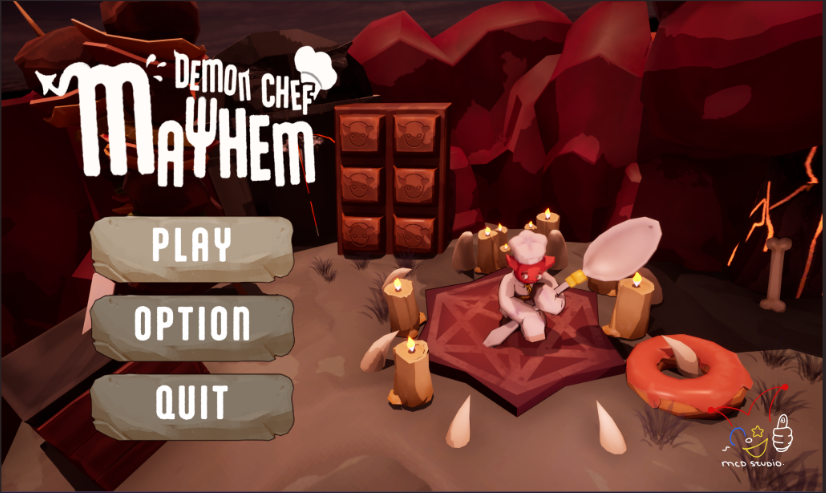 DEMON CHEF
MAYHEM
PLAY
OPTION
QUIT
MCD STUDIO.